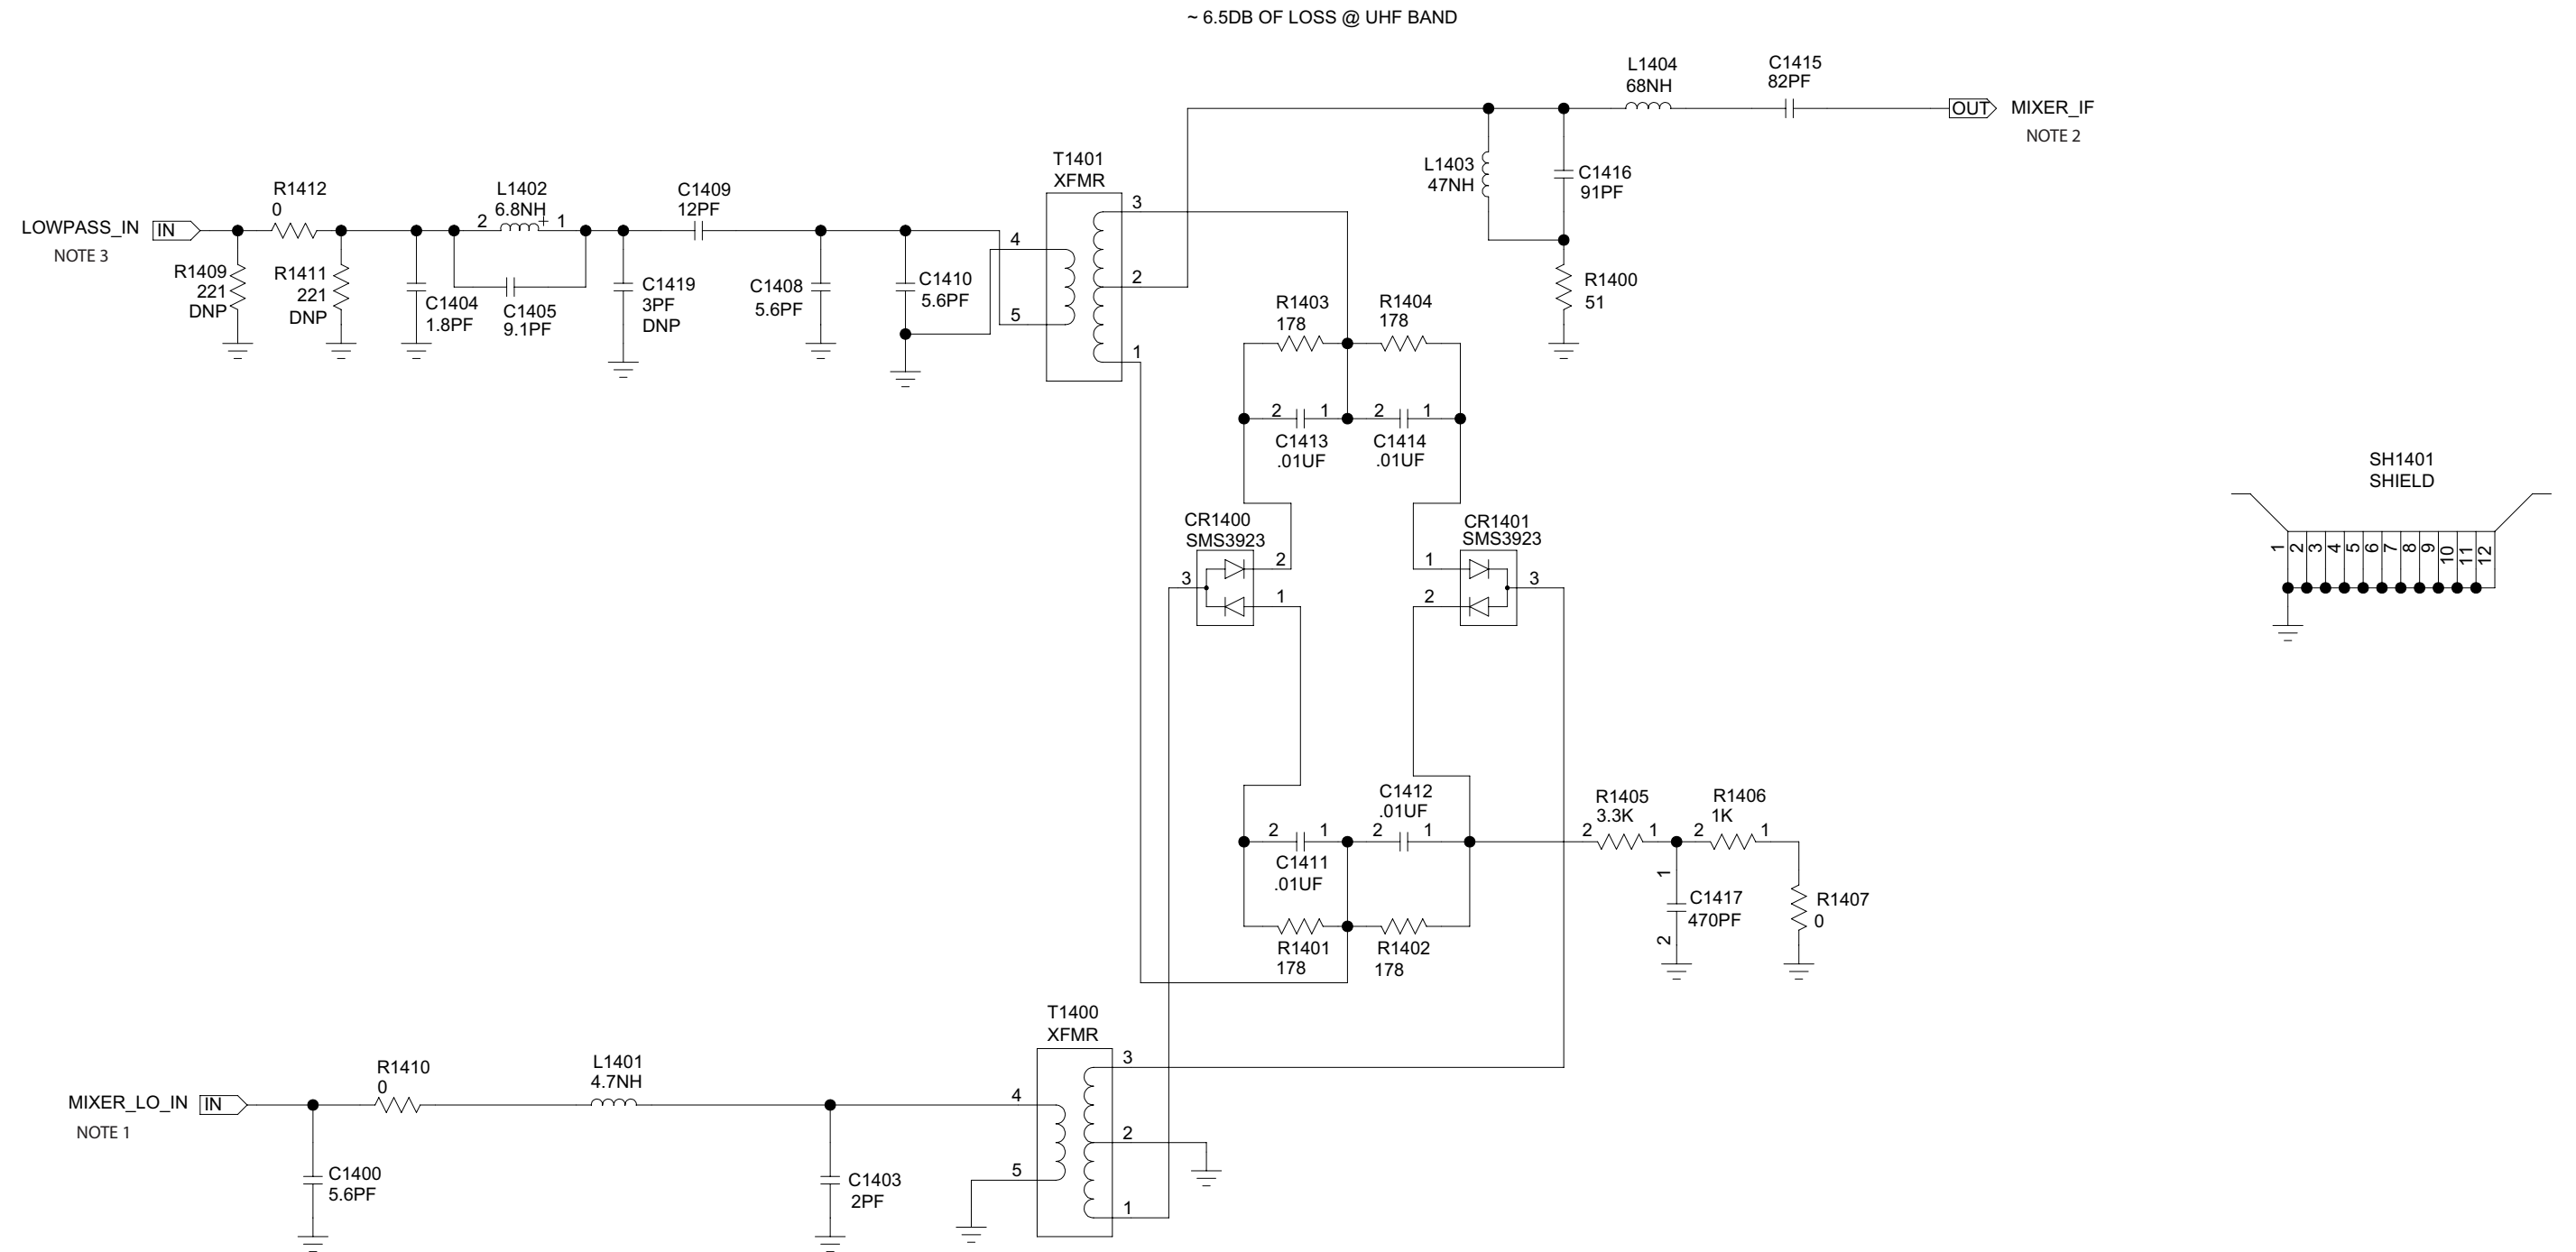 ~ 6.5DB OF LOSS @ UHF BAND
L1404
68NH
C1415
82PF
OUT
MIXER_IF
NOTE 2
L1403
47NH
C1416
91PF
R1400
51
T1401
XFMR
3
4
2
5
1
LOWPASS_IN
IN
NOTE 3
R1412
0
R1409
221
DNP
R1411
221
DNP
C1404
1.8PF
L1402
6.8NH
2
+
1
C1405
9.1PF
C1409
12PF
C1419
3PF
DNP
C1408
5.6PF
C1410
5.6PF
R1403
178
R1404
178
2
1
2
1
C1413
.01UF
C1414
.01UF
CR1400
SMS3923
3
2
1
CR1401
SMS3923
1
2
3
SH1401
SHIELD
1
2
3
4
5
6
7
8
9
10
11
12
C1412
.01UF
2
1
2
1
C1411
.01UF
R1401
178
R1402
178
R1405
3.3K
2
1
R1406
1K
2
1
1
C1417
470PF
2
R1407
0
T1400
XFMR
3
4
2
5
1
MIXER_LO_IN
IN
NOTE 1
R1410
0
L1401
4.7NH
C1400
5.6PF
C1403
2PF